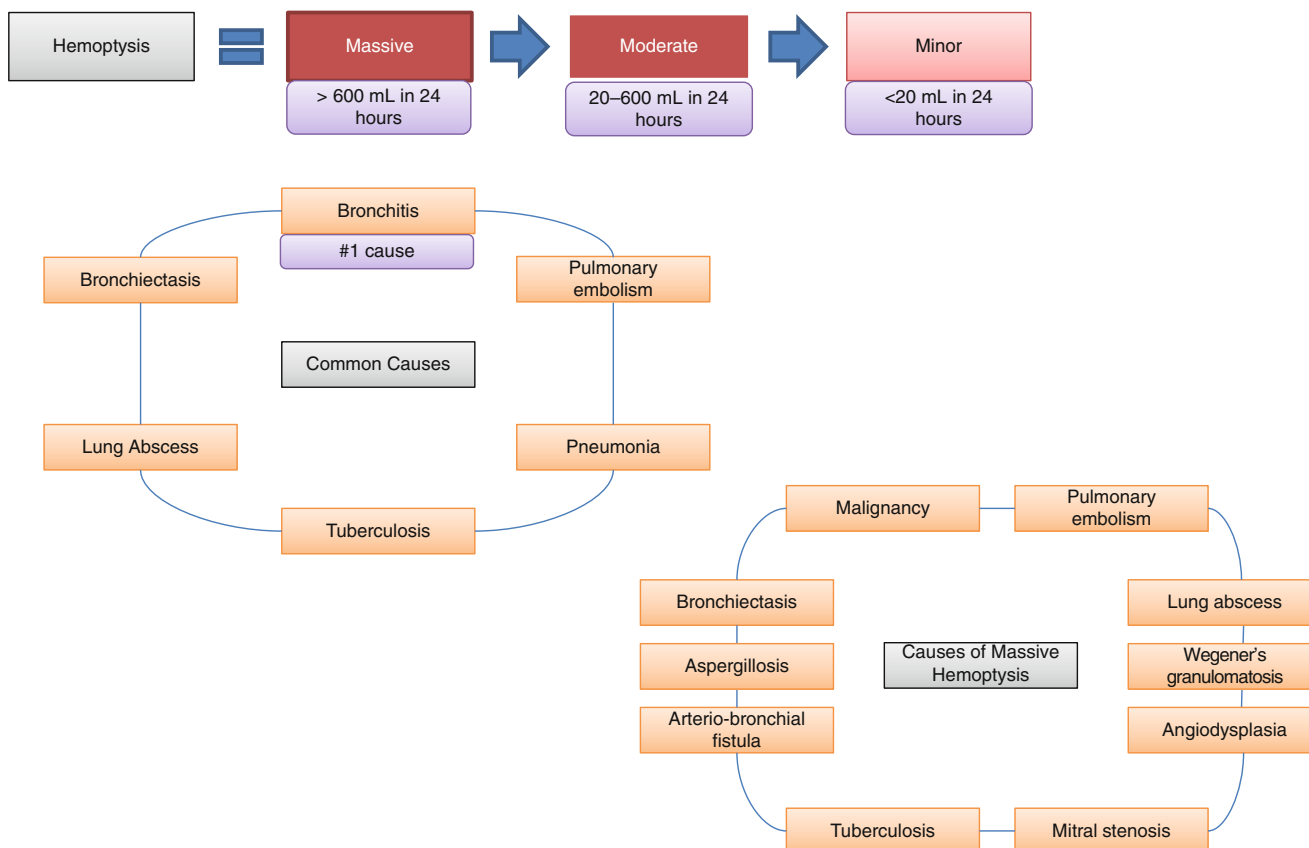 Hemoptysis
Massive
Moderate
Minor
> 600 mL in 24
hours
20–600 mL in 24
hours
<20 mL in 24
hours
Bronchitis
#1 cause
Bronchiectasis
Pulmonary
embolism
Common Causes
Lung Abscess
Pneumonia
Tuberculosis
Malignancy
Pulmonary
embolism
Bronchiectasis
Lung abscess
Aspergillosis
Causes of Massive
Hemoptysis
Wegener's
granulomatosis
Arterio-bronchial
fistula
Angiodysplasia
Tuberculosis
Mitral stenosis